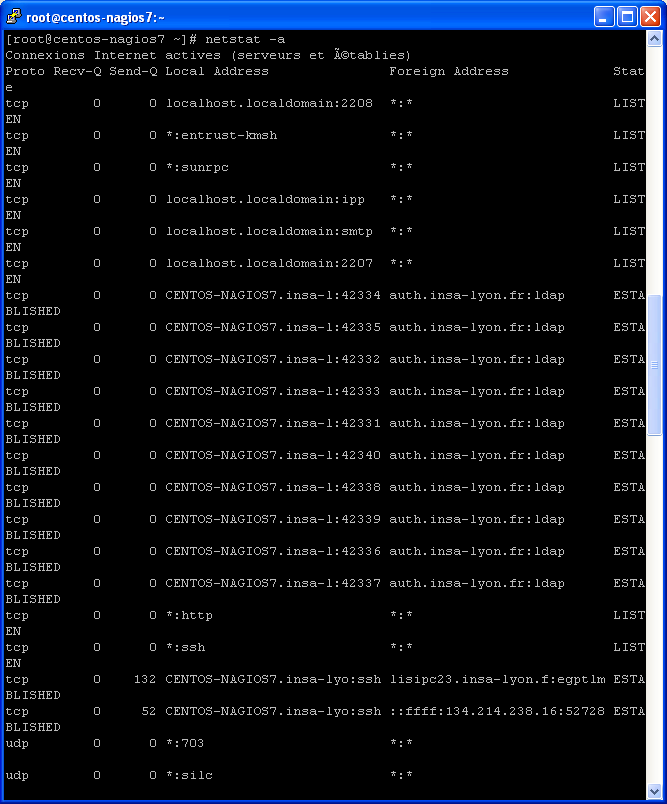 root@centos-nagios7:~
[root@centos-nagios7 ~]# netstat -a
Connexions Internet actives (serveurs et Ã©tablies)
Proto Recv-Q Send-Q Local Address               Foreign Address             Stat
e
tcp        0      0 localhost.localdomain:2208  *:*                         LIST
EN
tcp        0      0 *:entrust-kmsh              *:*                         LIST
EN
tcp        0      0 *:sunrpc                    *:*                         LIST
EN
tcp        0      0 localhost.localdomain:ipp   *:*                         LIST
EN
tcp        0      0 localhost.localdomain:smtp  *:*                         LIST
EN
tcp        0      0 localhost.localdomain:2207  *:*                         LIST
EN
tcp        0      0 CENTOS-NAGIOS7.insa-l:42334 auth.insa-lyon.fr:ldap      ESTA
BLISHED
tcp        0      0 CENTOS-NAGIOS7.insa-l:42335 auth.insa-lyon.fr:ldap      ESTA
BLISHED
tcp        0      0 CENTOS-NAGIOS7.insa-l:42332 auth.insa-lyon.fr:ldap      ESTA
BLISHED
tcp        0      0 CENTOS-NAGIOS7.insa-l:42333 auth.insa-lyon.fr:ldap      ESTA
BLISHED
tcp        0      0 CENTOS-NAGIOS7.insa-l:42331 auth.insa-lyon.fr:ldap      ESTA
BLISHED
tcp        0      0 CENTOS-NAGIOS7.insa-l:42340 auth.insa-lyon.fr:ldap      ESTA
BLISHED
tcp        0      0 CENTOS-NAGIOS7.insa-l:42338 auth.insa-lyon.fr:ldap      ESTA
BLISHED
tcp        0      0 CENTOS-NAGIOS7.insa-l:42339 auth.insa-lyon.fr:ldap      ESTA
BLISHED
tcp        0      0 CENTOS-NAGIOS7.insa-l:42336 auth.insa-lyon.fr:ldap      ESTA
BLISHED
tcp        0      0 CENTOS-NAGIOS7.insa-l:42337 auth.insa-lyon.fr:ldap      ESTA
BLISHED
tcp        0      0 *:http                      *:*                         LIST
EN
tcp        0      0 *:ssh                       *:*                         LIST
EN
tcp        0    132 CENTOS-NAGIOS7.insa-lyo:ssh lisipc23.insa-lyon.f:egptlm ESTA
BLISHED
tcp        0     52 CENTOS-NAGIOS7.insa-lyo:ssh ::ffff:134.214.238.16:52728 ESTA
BLISHED
udp        0      0 *:703                       *:*
udp        0      0 *:silc                      *:*